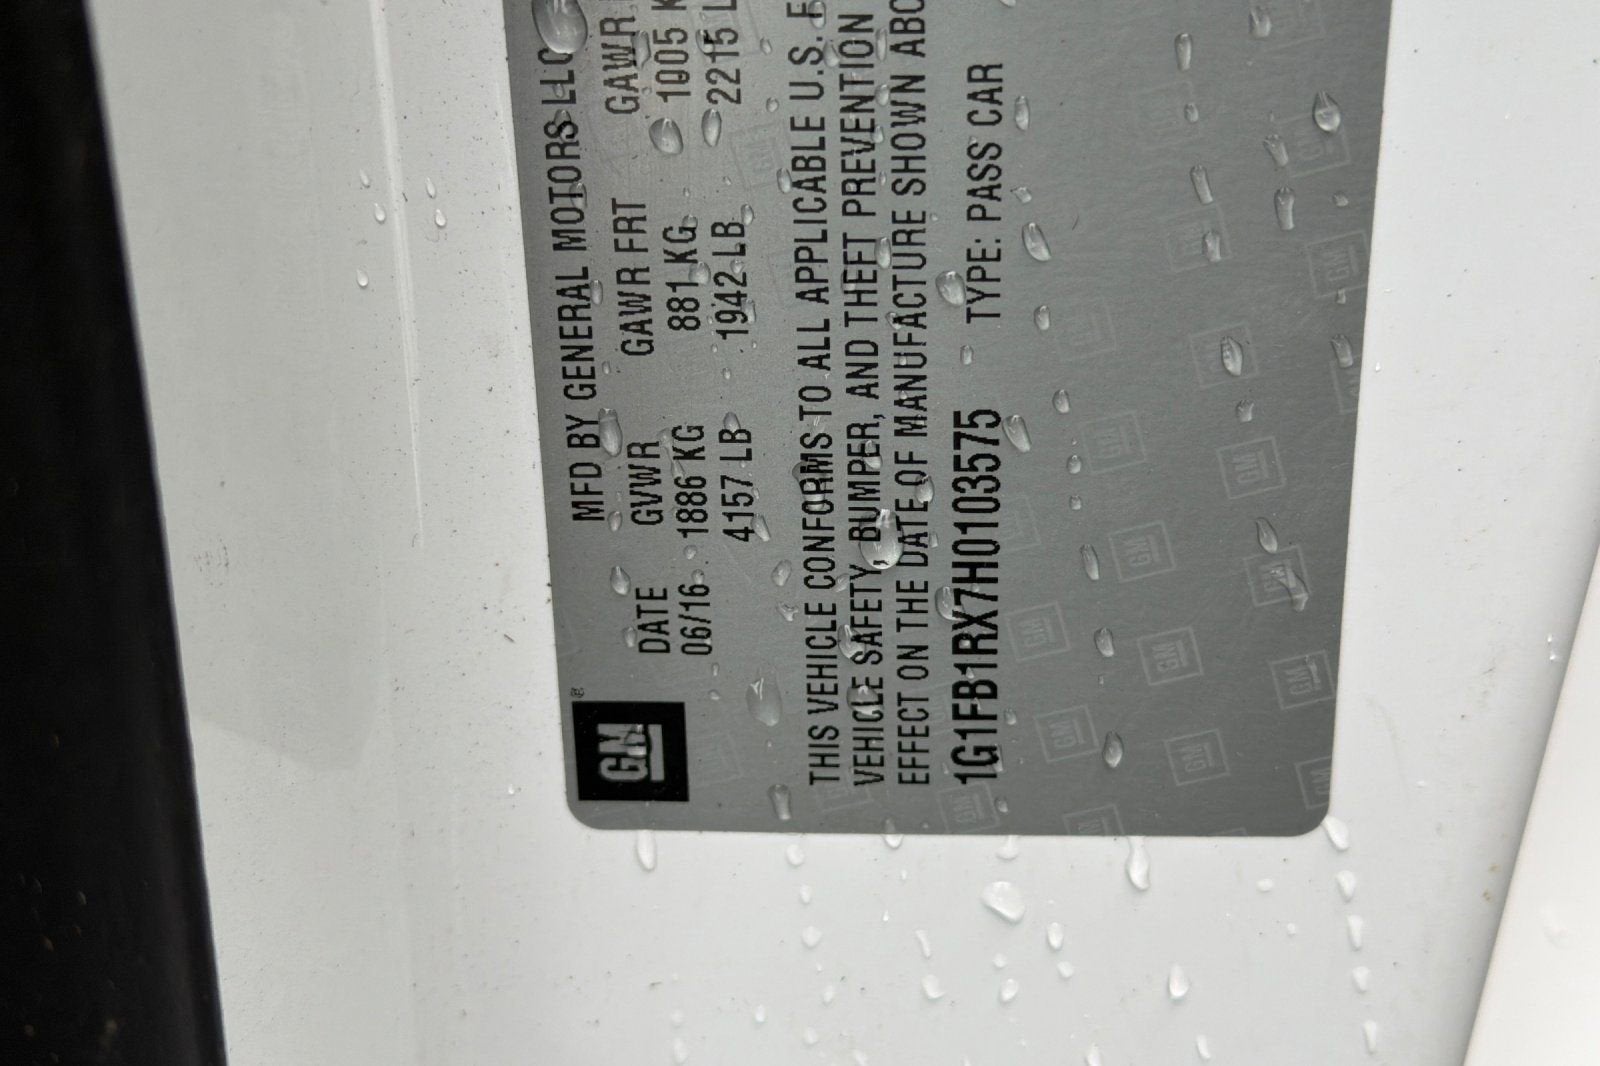 GM ®
MFD BY GENERAL MOTORS LLC
DATE GVWR GAWR FRT GAWR
06/16 1886 KG 881 KG 1005
4157 LB 1942 LB 2215
THIS VEHICLE CONFORMS TO ALL APPLICABLE U.S.
VEHICLE SAFETY, BUMPER, AND THEFT PREVENTION
EFFECT ON THE DATE OF MANUFACTURE SHOWN
1G1FB1RX7H0103575 TYPE: PASS CAR